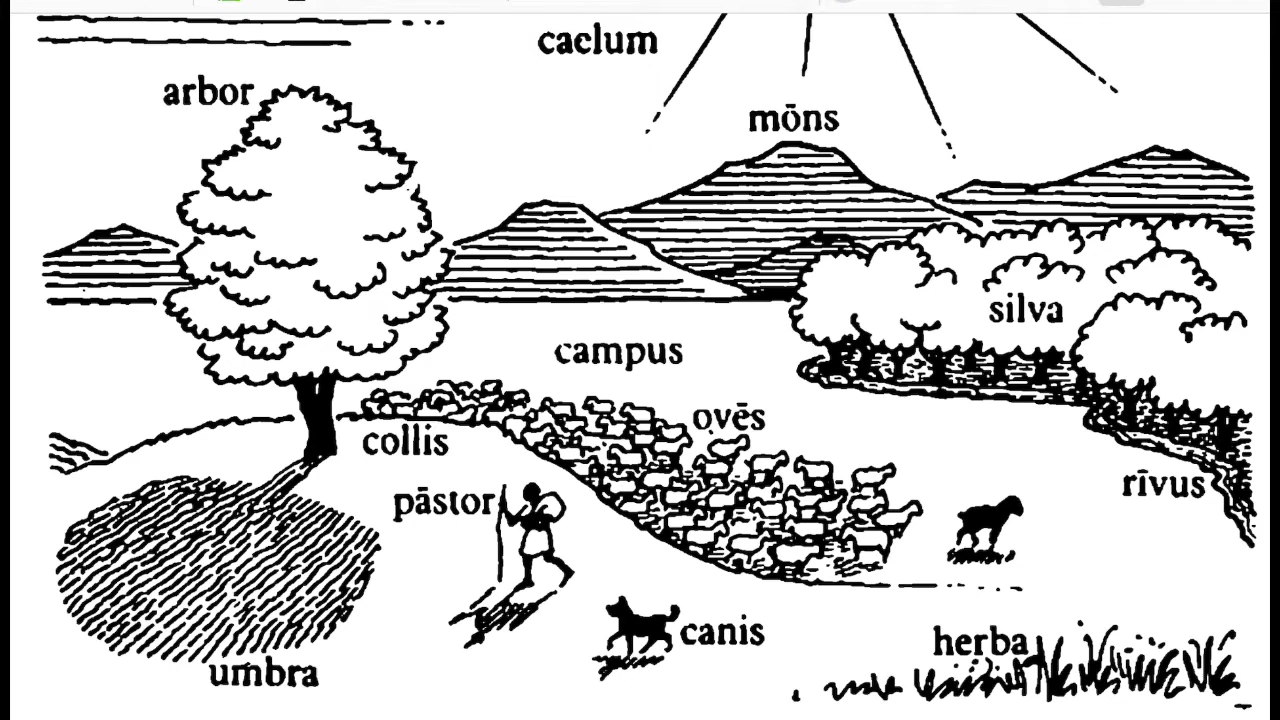 caelum
arbor
mōns
silva
campus
ovēs
collis
rīvus
pāstor
canis
herba
umbra